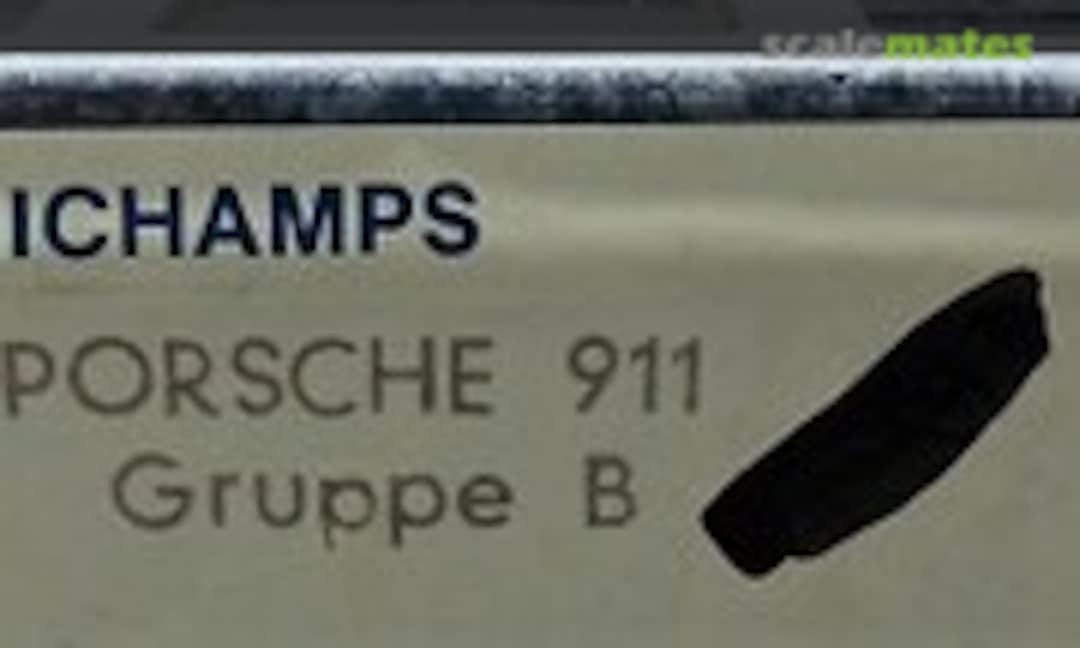 scalemates
ICHAMPS
PORSCHE 911
Gruppe B